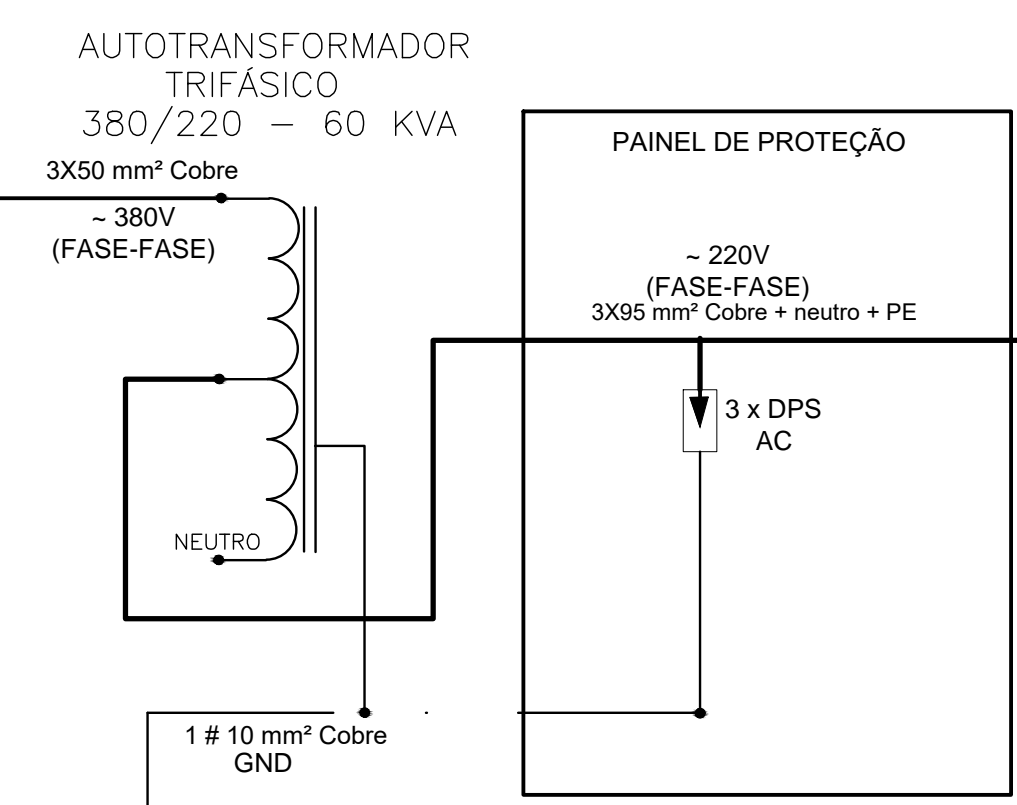 AUTOTRANSFORMADOR
TRIFÁSICO
380/220 – 60 KVA
3X50 mm² Cobre
~ 380V
(FASE-FASE)
NEUTRO
1 # 10 mm² Cobre
GND
PAINEL DE PROTEÇÃO
~ 220V
(FASE-FASE)
3X95 mm² Cobre + neutro + PE
3 x DPS
AC